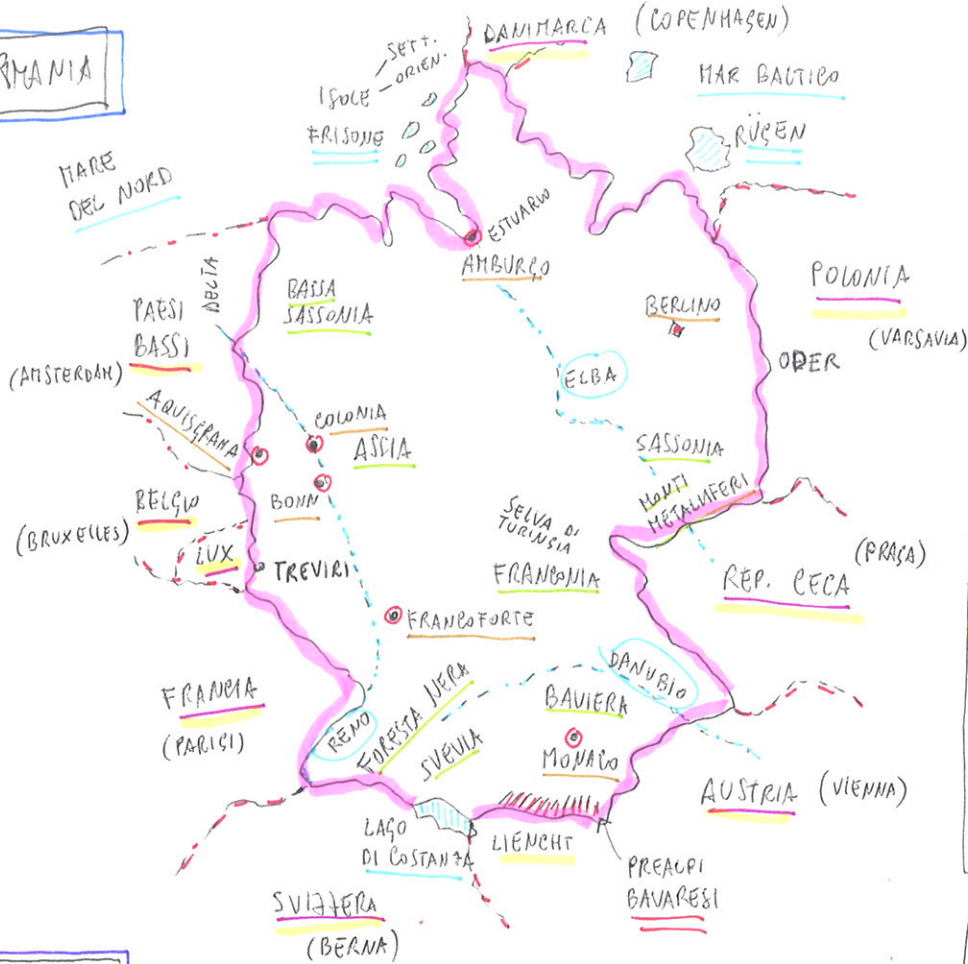 RMANIA
DANIMARCA (COPENHAGEN)
SETT.
ISOLE ORIEN.
FRISONE
MAR BALTICO
RÜGEN
MARE
DEL NORD
ESTUARIO
AMBURGO
DELTA
BASSA
SASSONIA
BERLINO
POLONIA
(VARSAVIA)
PAESI
BASSI
(AMSTERDAM)
ODER
ELBA
AQUISGRANA
COLONIA
ASSIA
SASSONIA
BELGIO
(BRUXELLES)
BONN
MONTI
METALLIFERI
SELVA DI
TURINGIA
LUX
TREVIRI
FRANCONIA
(PRAGA)
REP. CECA
FRANCOFORTE
FRANCIA
(PARIGI)
DANUBIO
RENO
FORESTA NERA
SVEVIA
BAVIERA
MONACO
AUSTRIA (VIENNA)
LAGO
DI COSTANZA
LIENCHT
PREALPI
BAVARESI
SVIZZERA
(BERNA)